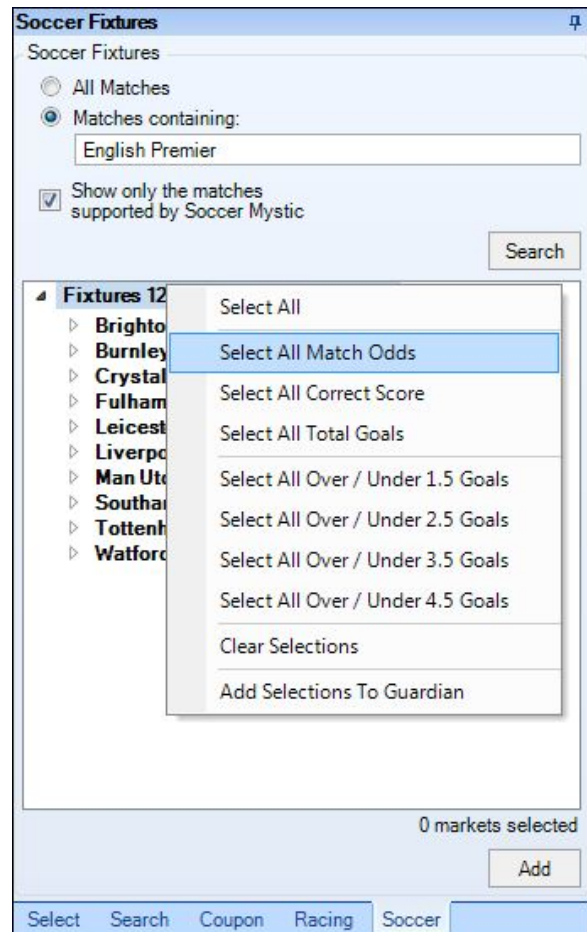 Soccer Fixtures
Soccer Fixtures
All Matches
Matches containing:
English Premier
Show only the matches
supported by Soccer Mystic
Search
Fixtures 12
Brighto
Burnley
Crystal
Fulham
Leicest
Liverpo
Man Utd
Southa
Tottenh
Watford
Select All
Select All Match Odds
Select All Correct Score
Select All Total Goals
Select All Over / Under 1.5 Goals
Select All Over / Under 2.5 Goals
Select All Over / Under 3.5 Goals
Select All Over / Under 4.5 Goals
Clear Selections
Add Selections To Guardian
0 markets selected
Add
Select Search Coupon Racing Soccer